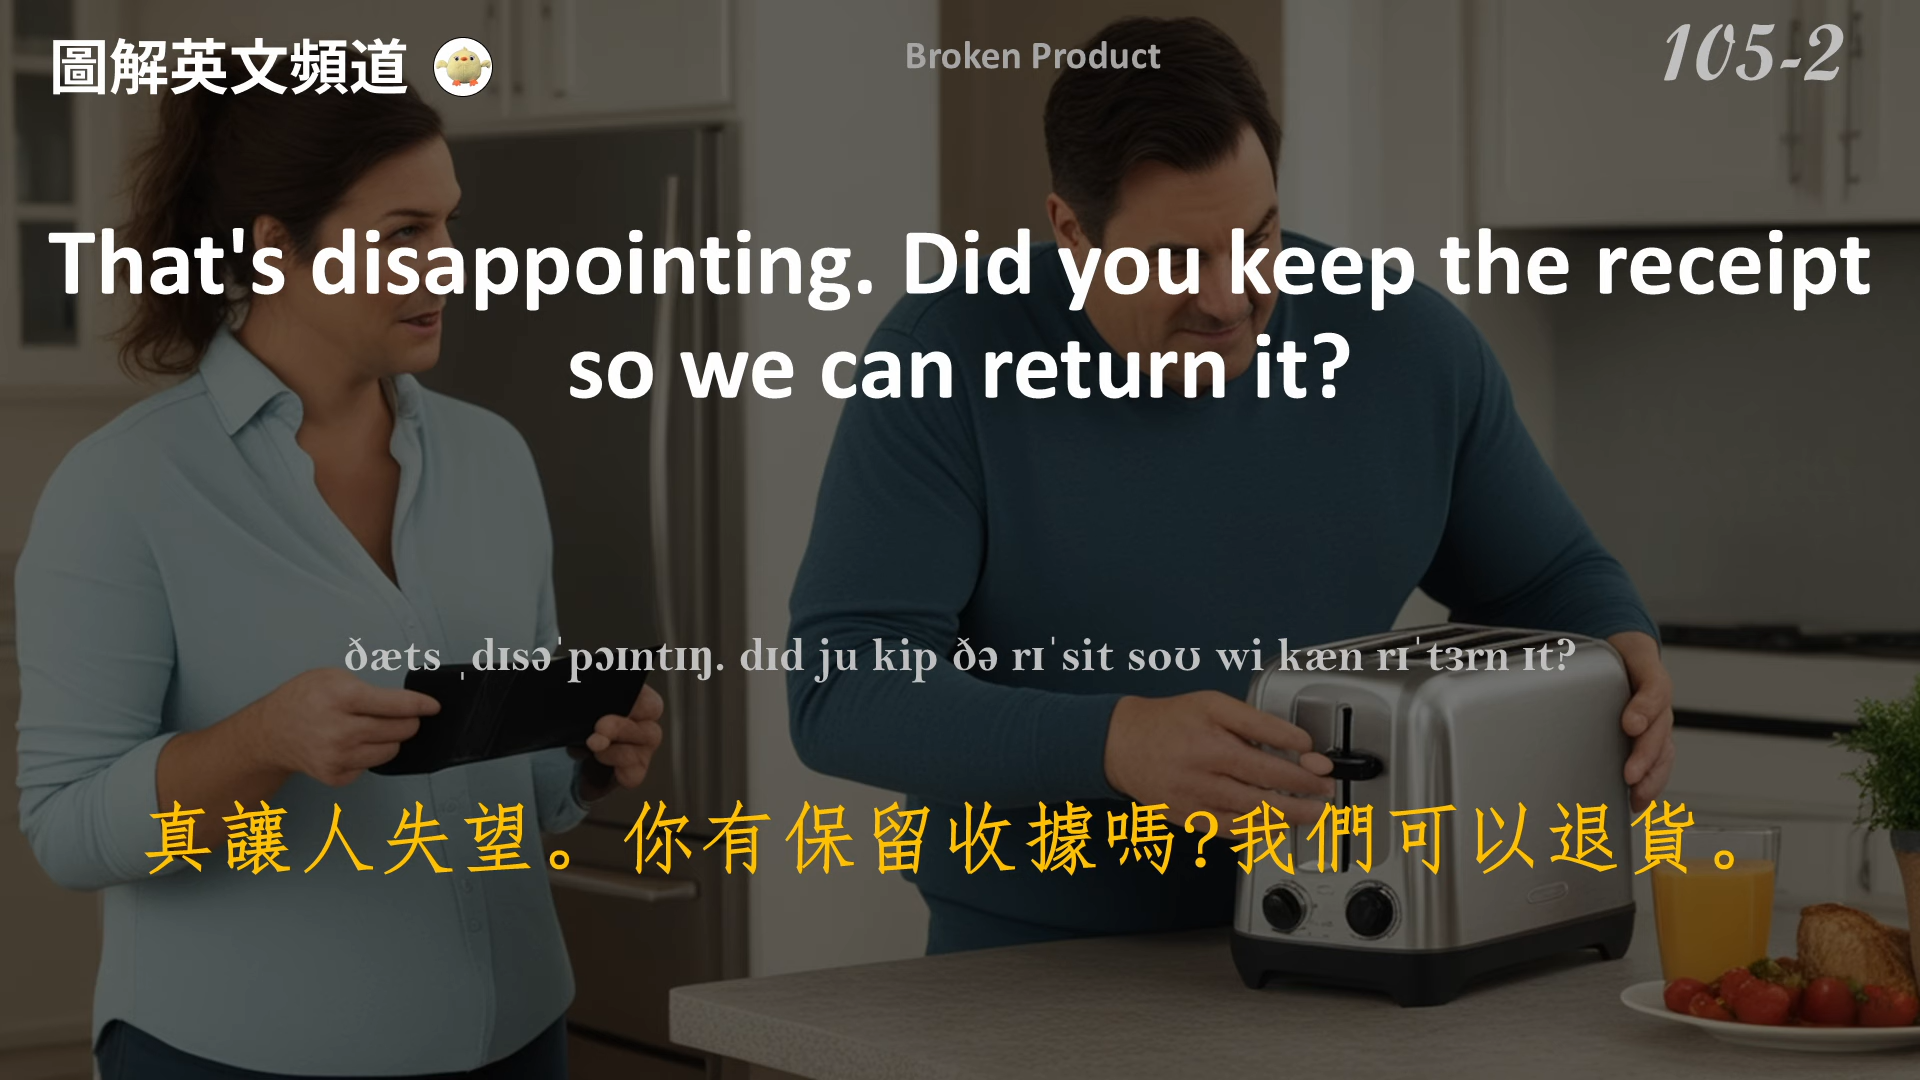 圖解英文頻道
Broken Product
105-2
That's disappointing. Did you keep the receipt
so we can return it?
ðæts ˌdɪsəˈpɔɪntɪŋ. dɪd ju kip ðə rɪˈsit soʊ wi kæn rɪˈtɜrn ɪt?
真讓人失望。你有保留收據嗎?我們可以退貨。